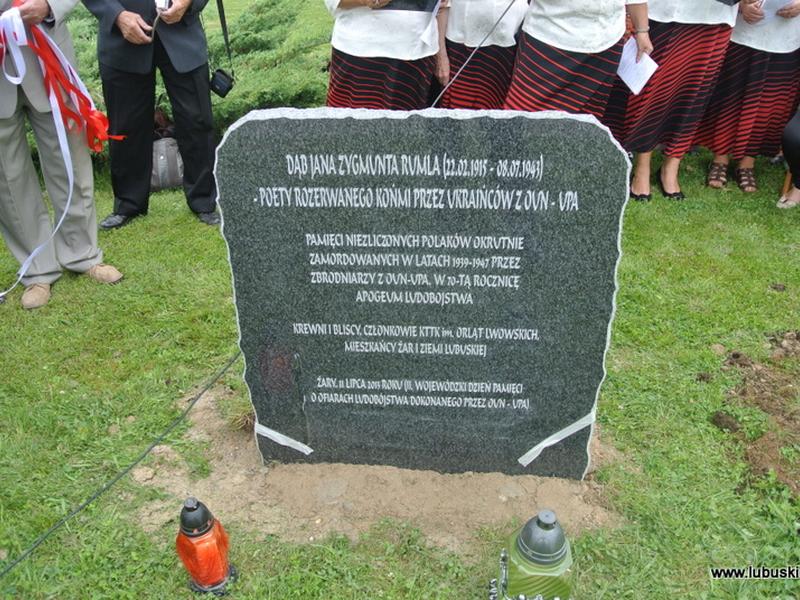 DĄB JANA ZYGMUNTA RUMLA (22.02.1915 - 08.07.1943)
- POETY ROZERWANEGO KOŃMI PRZEZ UKRAIŃCÓW Z OUN - UPA
PAMIĘCI NIEZLICZONYCH POLAKÓW OKRUTNIE
ZAMORDOWANYCH W LATACH 1939-1947 PRZEZ
ZBRODNIARZY Z OUN-UPA. W 70-TĄ ROCZNICĘ
APOGEUM LUDOBÓJSTWA
KREWNI I BLISCY, CZŁONKOWIE KTTK im. ORLĄT LWOWSKICH,
MIESZKAŃCY ŻAR I ZIEMI LUBUSKIEJ
ŻARY, 11 LIPCA 2013 ROKU (II. WOJEWÓDZKI DZIEŃ PAMIĘCI
O OFIARACH LUDOBÓJSTWA DOKONANEGO PRZEZ OUN - UPA)
www.lubuski